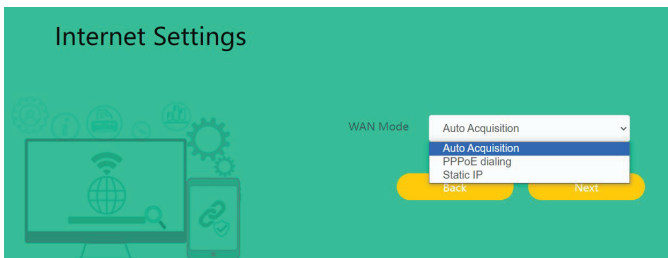 Internet Settings
WAN Mode
Auto Acquisition
Auto Acquisition
PPPoE dialing
Static IP
Back
Next